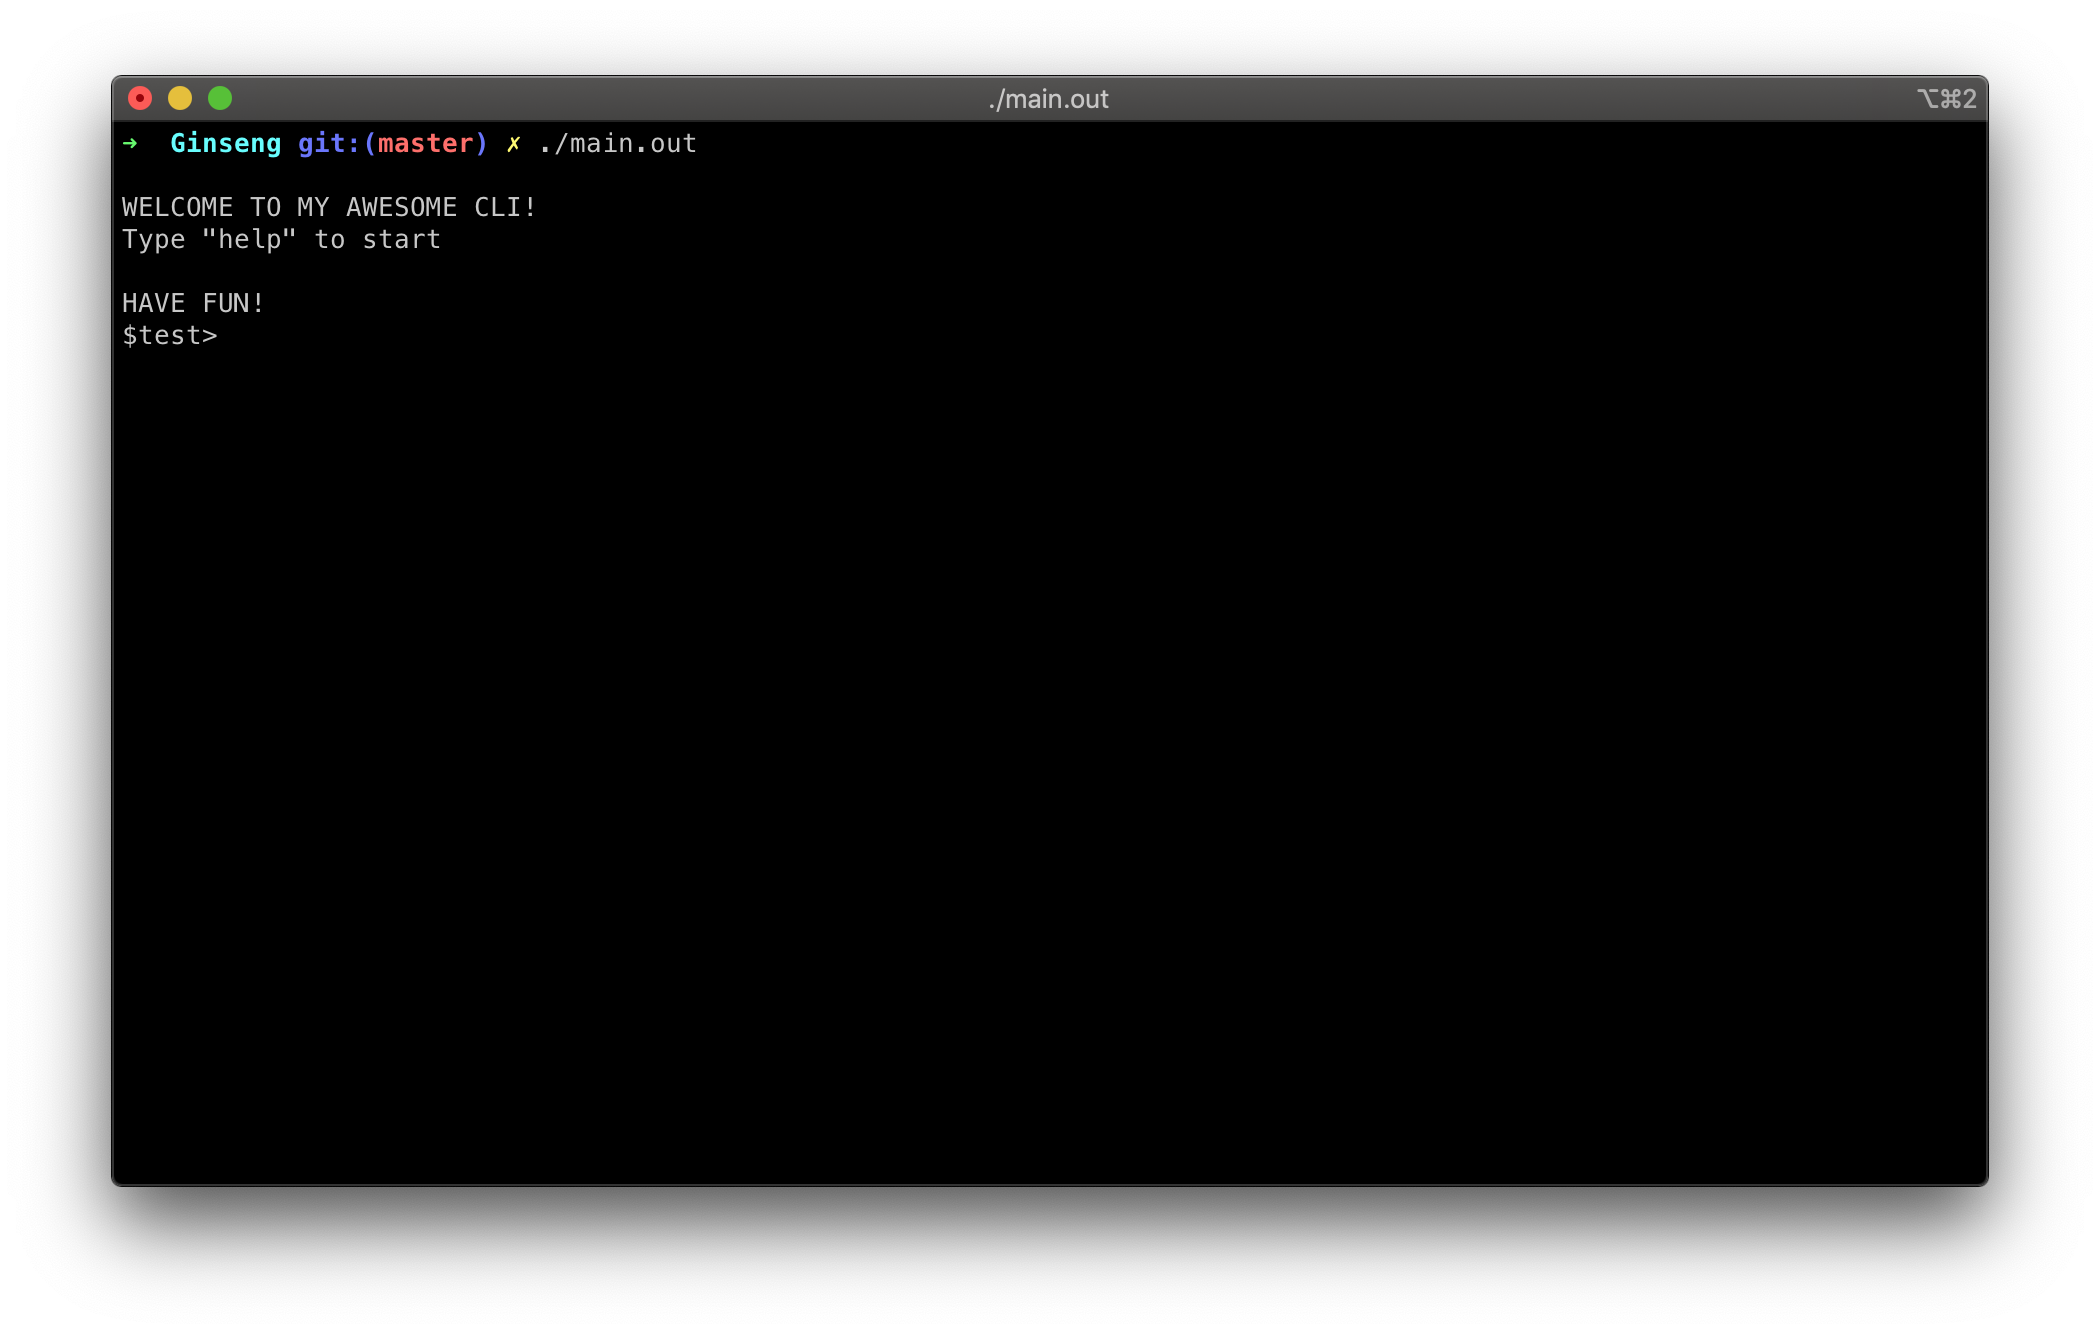 ./main.out
⌥⌘2
➜  Ginseng git:(master) ✗ ./main.out
WELCOME TO MY AWESOME CLI!
Type "help" to start
HAVE FUN!
$test>